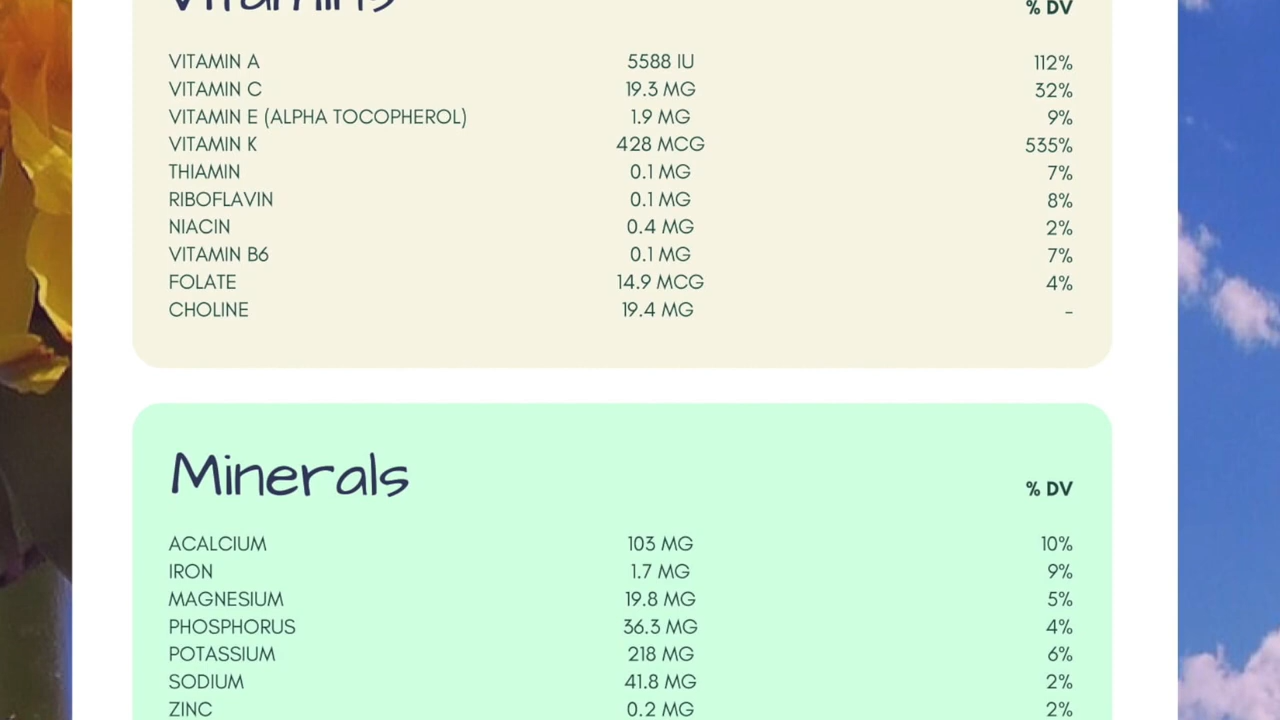 Vitamins % DV
VITAMIN A 5588 IU 112%
VITAMIN C 19.3 MG 32%
VITAMIN E (ALPHA TOCOPHEROL) 1.9 MG 9%
VITAMIN K 428 MCG 535%
THIAMIN 0.1 MG 7%
RIBOFLAVIN 0.1 MG 8%
NIACIN 0.4 MG 2%
VITAMIN B6 0.1 MG 7%
FOLATE 14.9 MCG 4%
CHOLINE 19.4 MG -
Minerals % DV
ACALCIUM 103 MG 10%
IRON 1.7 MG 9%
MAGNESIUM 19.8 MG 5%
PHOSPHORUS 36.3 MG 4%
POTASSIUM 218 MG 6%
SODIUM 41.8 MG 2%
ZINC 0.2 MG 2%